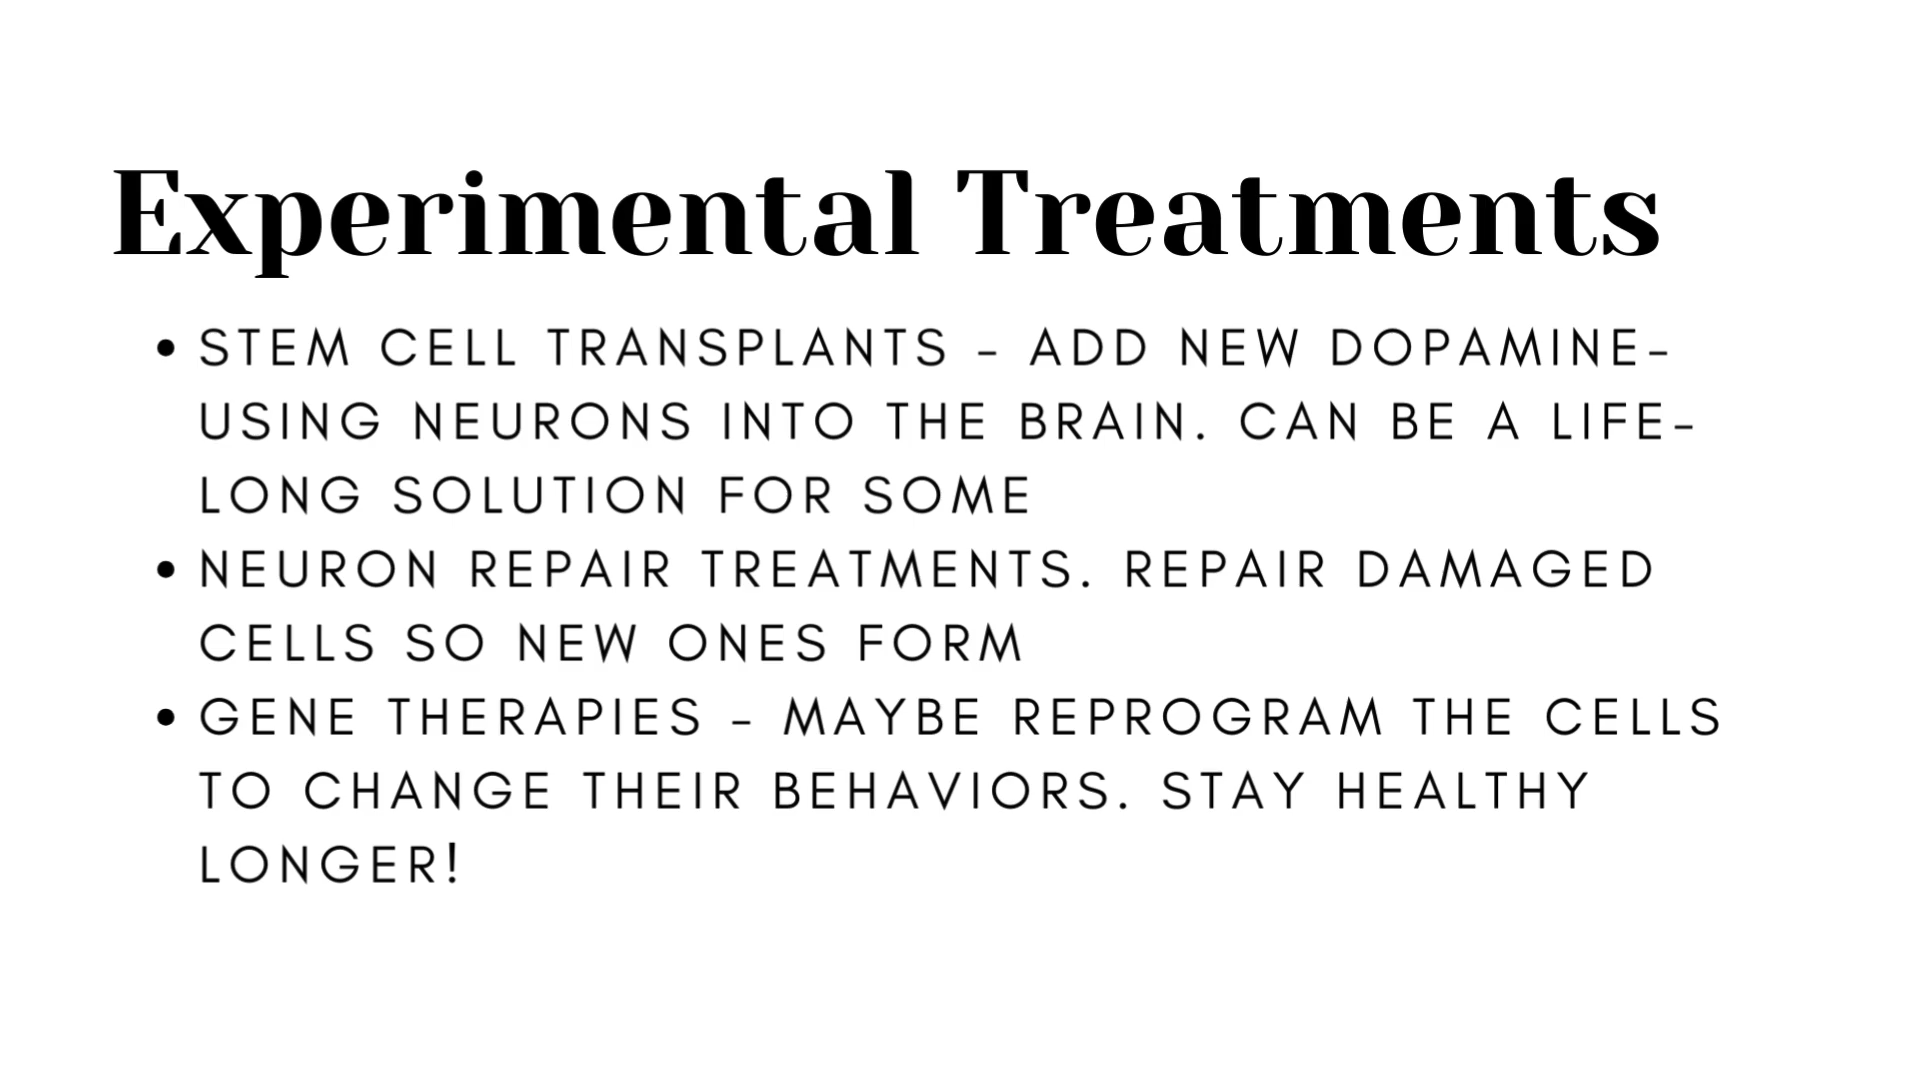 Experimental Treatments
• STEM CELL TRANSPLANTS - ADD NEW DOPAMINE-
USING NEURONS INTO THE BRAIN. CAN BE A LIFE-
LONG SOLUTION FOR SOME
• NEURON REPAIR TREATMENTS. REPAIR DAMAGED
CELLS SO NEW ONES FORM
• GENE THERAPIES - MAYBE REPROGRAM THE CELLS
TO CHANGE THEIR BEHAVIORS. STAY HEALTHY
LONGER!